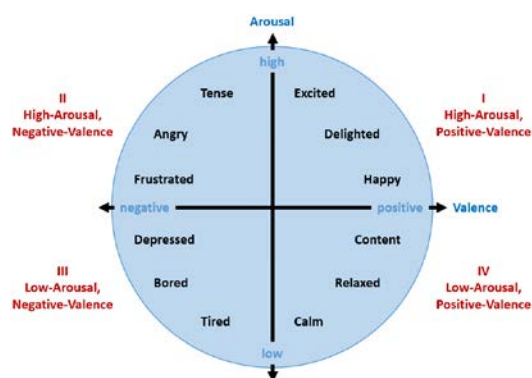 Arousal
high
II
High-Arousal,
Negative-Valence
Tense
Excited
I
High-Arousal,
Positive-Valence
Angry
Delighted
Frustrated
Happy
negative
positive
Valence
Depressed
Content
III
Low-Arousal,
Negative-Valence
Bored
Relaxed
IV
Low-Arousal,
Positive-Valence
Tired
Calm
low